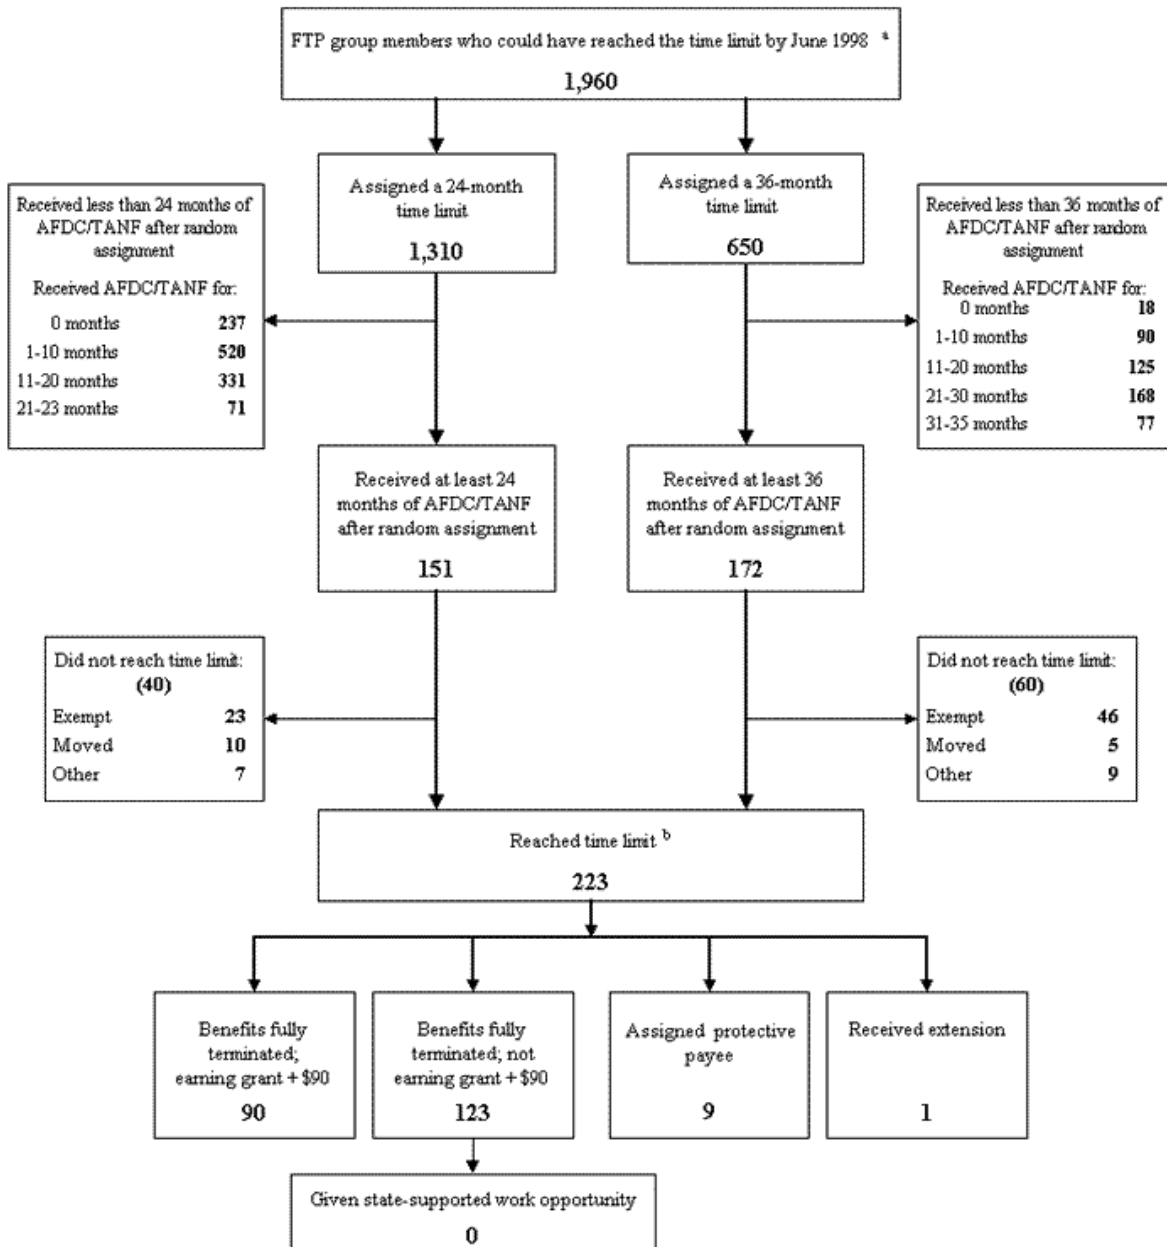 FTP group members who could have reached the time limit by June 1998 a
1,960
Assigned a 24-month
time limit
1,310
Assigned a 36-month
time limit
650
Received less than 24 months of
AFDC/TANF after random
assignment
Received AFDC/TANF for:
0 months 237
1-10 months 520
11-20 months 331
21-23 months 71
Received less than 36 months of
AFDC/TANF after random
assignment
Received AFDC/TANF for:
0 months 18
1-10 months 90
11-20 months 125
21-30 months 168
31-35 months 77
Received at least 24
months of AFDC/TANF
after random assignment
151
Received at least 36
months of AFDC/TANF
after random assignment
172
Did not reach time limit:
(40)
Exempt 23
Moved 10
Other 7
Did not reach time limit:
(60)
Exempt 46
Moved 5
Other 9
Reached time limit b
223
Benefits fully
terminated;
earning grant + $90
90
Benefits fully
terminated; not
earning grant + $90
123
Assigned protective
payee
9
Received extension
1
Given state-supported work opportunity
0